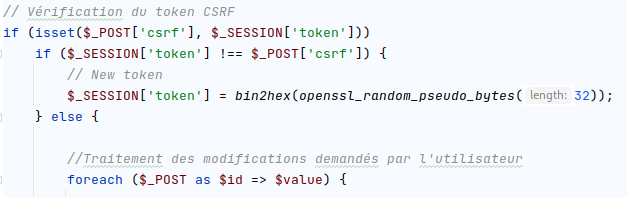 // Vérification du token CSRF
if (isset($_POST['csrf'], $_SESSION['token']))
if ($_SESSION['token'] !== $_POST['csrf']) {
// New token
$_SESSION['token'] = bin2hex(openssl_random_pseudo_bytes( length: 32));
} else {
//Traitement des modifications demandés par l'utilisateur
foreach ($_POST as $id => $value) {